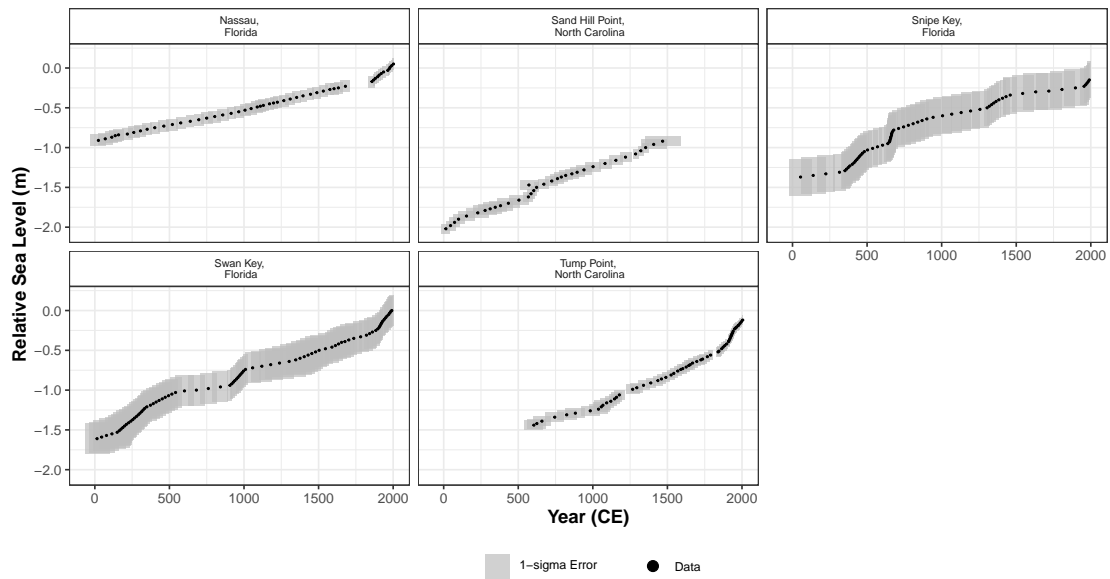 Nassau,
Florida
Sand Hill Point,
North Carolina
Snipe Key,
Florida
0.0
−0.5
−1.0
−1.5
−2.0
0
500
1000
1500
2000
Swan Key,
Florida
Tump Point,
North Carolina
0.0
−0.5
−1.0
−1.5
−2.0
0
500
1000
1500
2000
0
500
1000
1500
2000
Relative Sea Level (m)
Year (CE)
1−sigma Error
Data